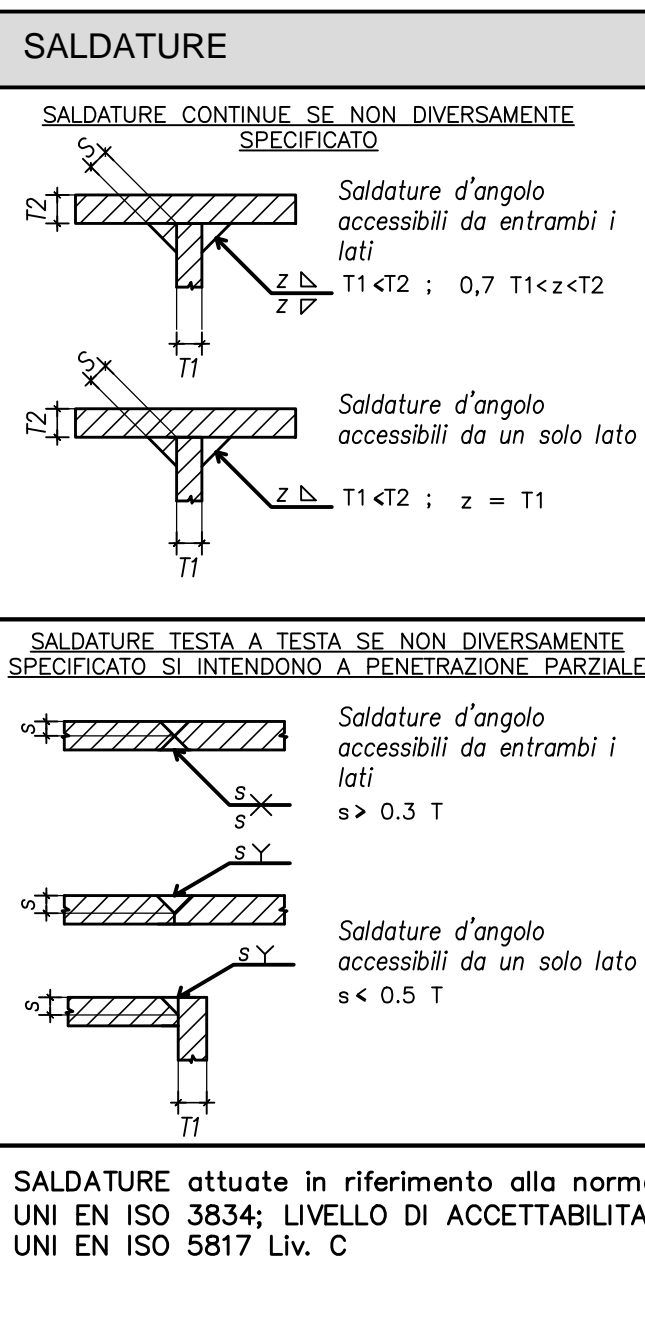 SALDATURE
SALDATURE CONTINUE SE NON DIVERSAMENTE
SPECIFICATO
S
T2
Saldature d'angolo
accessibili da entrambi i
lati
z
z
T1<T2 ; 0,7 T1<z<T2
T1
S
T2
Saldature d'angolo
accessibili da un solo lato
z
T1<T2 ; z = T1
T1
SALDATURE TESTA A TESTA SE NON DIVERSAMENTE
SPECIFICATO SI INTENDONO A PENETRAZIONE PARZIALE
s
Saldature d'angolo
accessibili da entrambi i
lati
s> 0.3 T
s
s
s
s
Saldature d'angolo
accessibili da un solo lato
s< 0.5 T
s
s
T1
SALDATURE attuate in riferimento alla norm
UNI EN ISO 3834; LIVELLO DI ACCETTABILITA
UNI EN ISO 5817 Liv. C